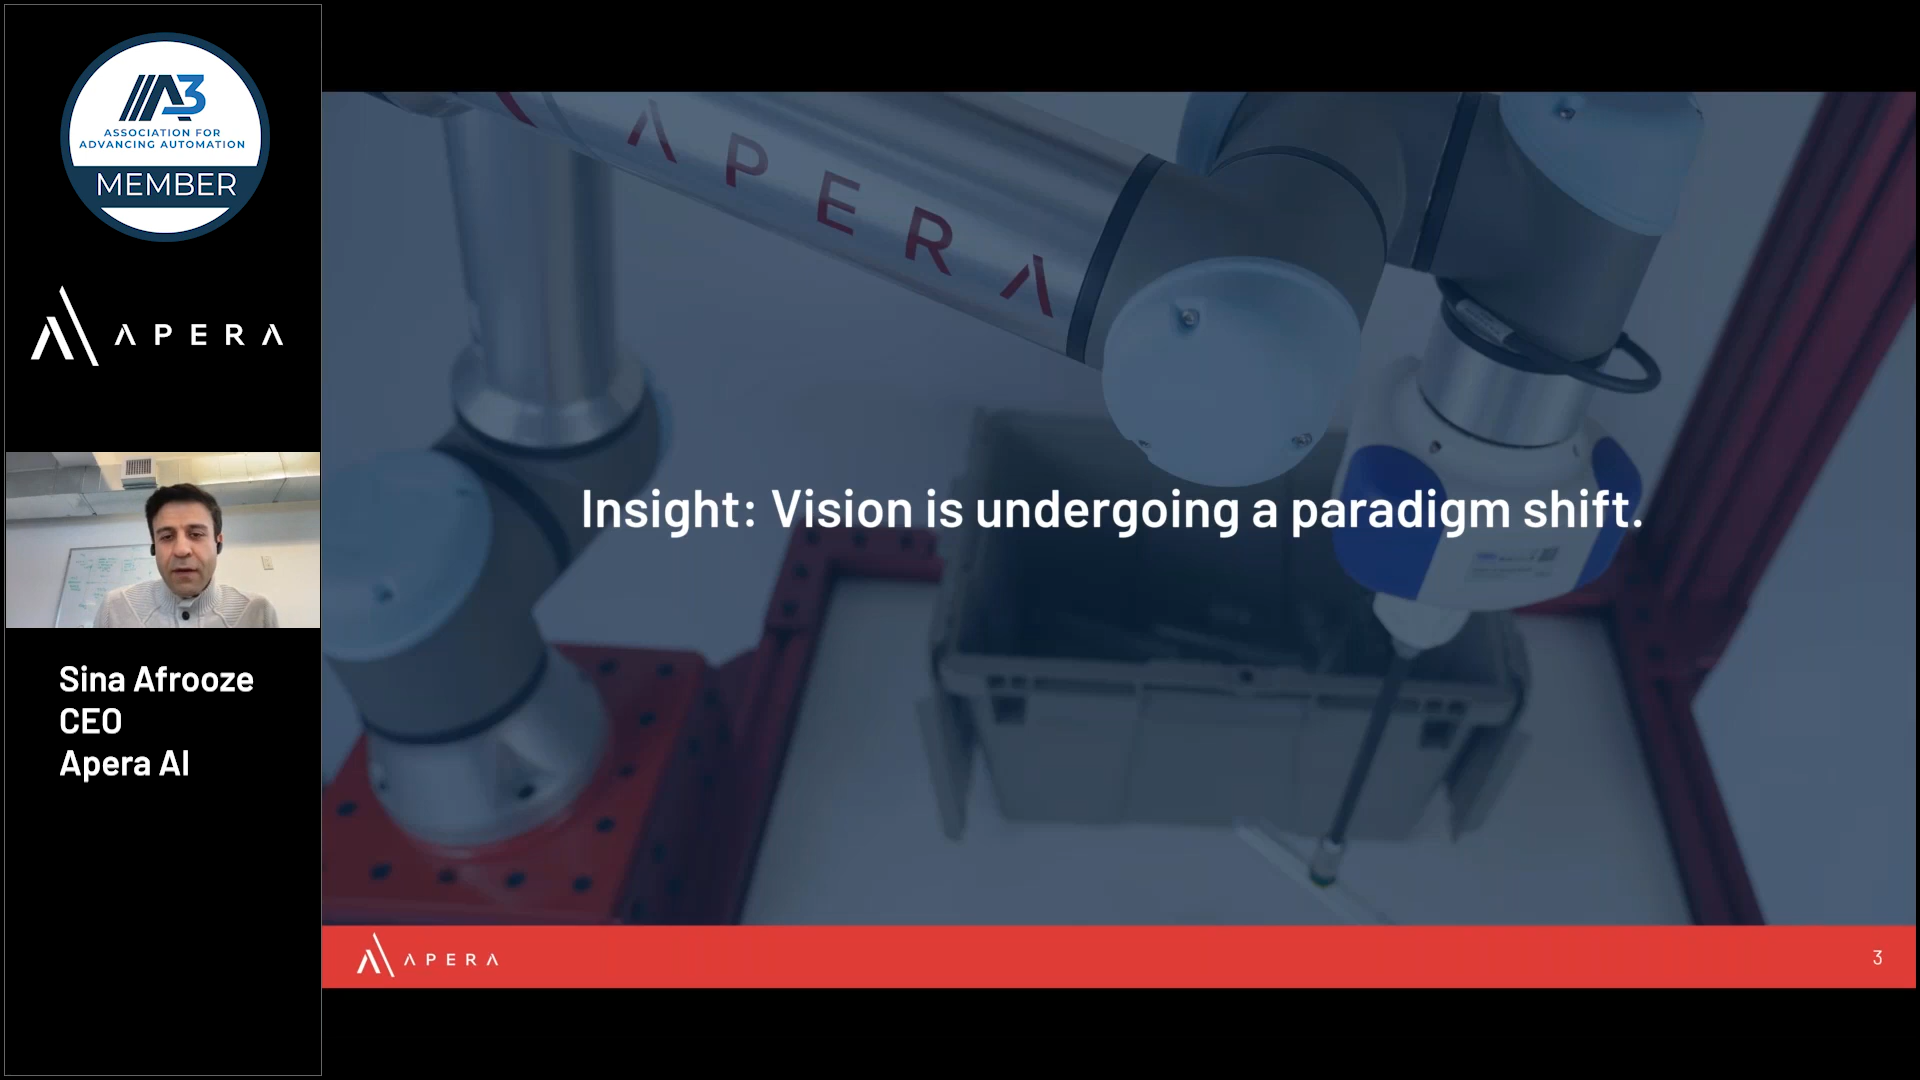 A3
ASSOCIATION FOR
ADVANCING AUTOMATION
MEMBER
APERA
Sina Afrooze
CEO
Apera AI
APERA
Insight: Vision is undergoing a paradigm shift.
APERA
3